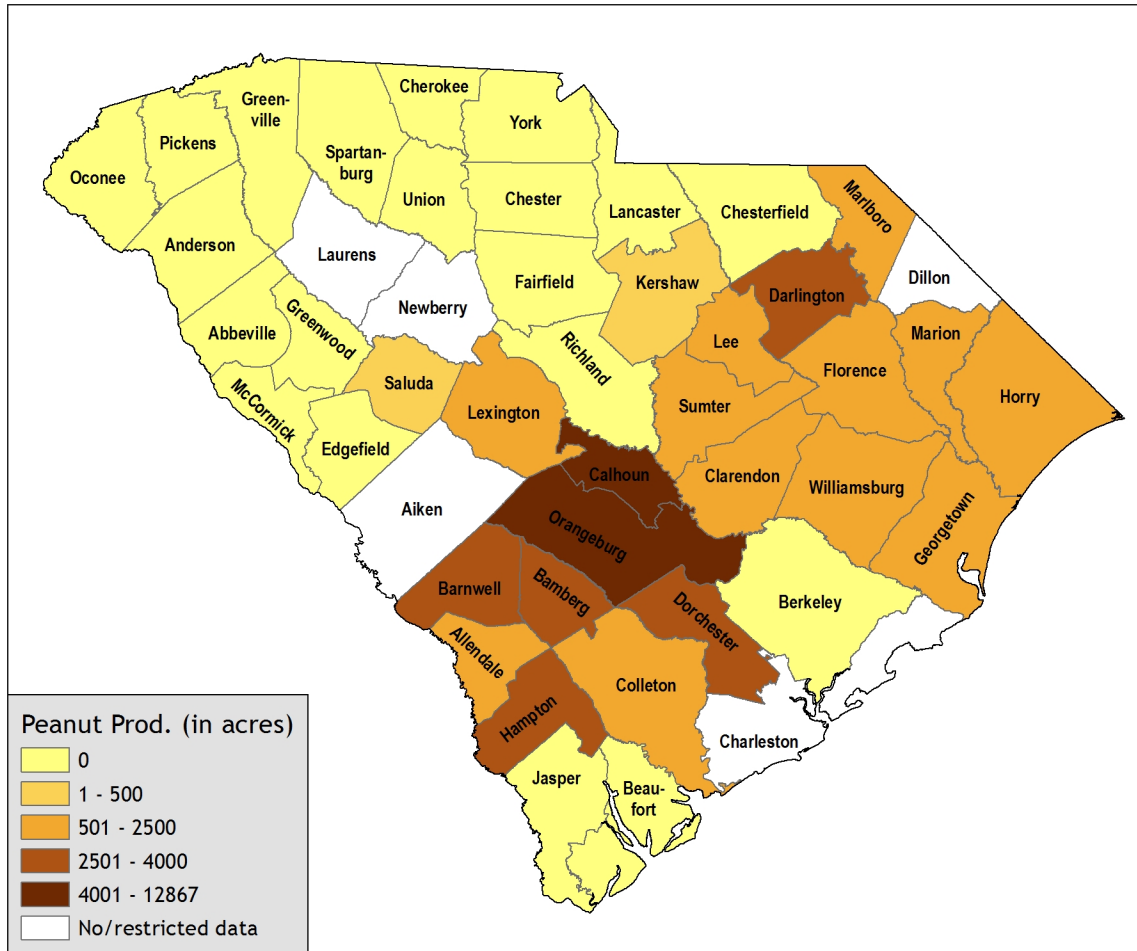 Cherokee
Green-
ville
York
Pickens
Spartan-
burg
Oconee
Union
Chester
Lancaster
Chesterfield
Marlboro
Anderson
Laurens
Dillon
Fairfield
Kershaw
Darlington
Newberry
Abbeville
Greenwood
Marion
Lee
Richland
Florence
Saluda
McCormick
Horry
Lexington
Sumter
Edgefield
Calhoun
Clarendon
Williamsburg
Aiken
Georgetown
Orangeburg
Barnwell
Bamberg
Berkeley
Dorchester
Allendale
Colleton
Hampton
Charleston
Jasper
Beau-
fort
Peanut Prod. (in acres)
0
1 - 500
501 - 2500
2501 - 4000
4001 - 12867
No/restricted data